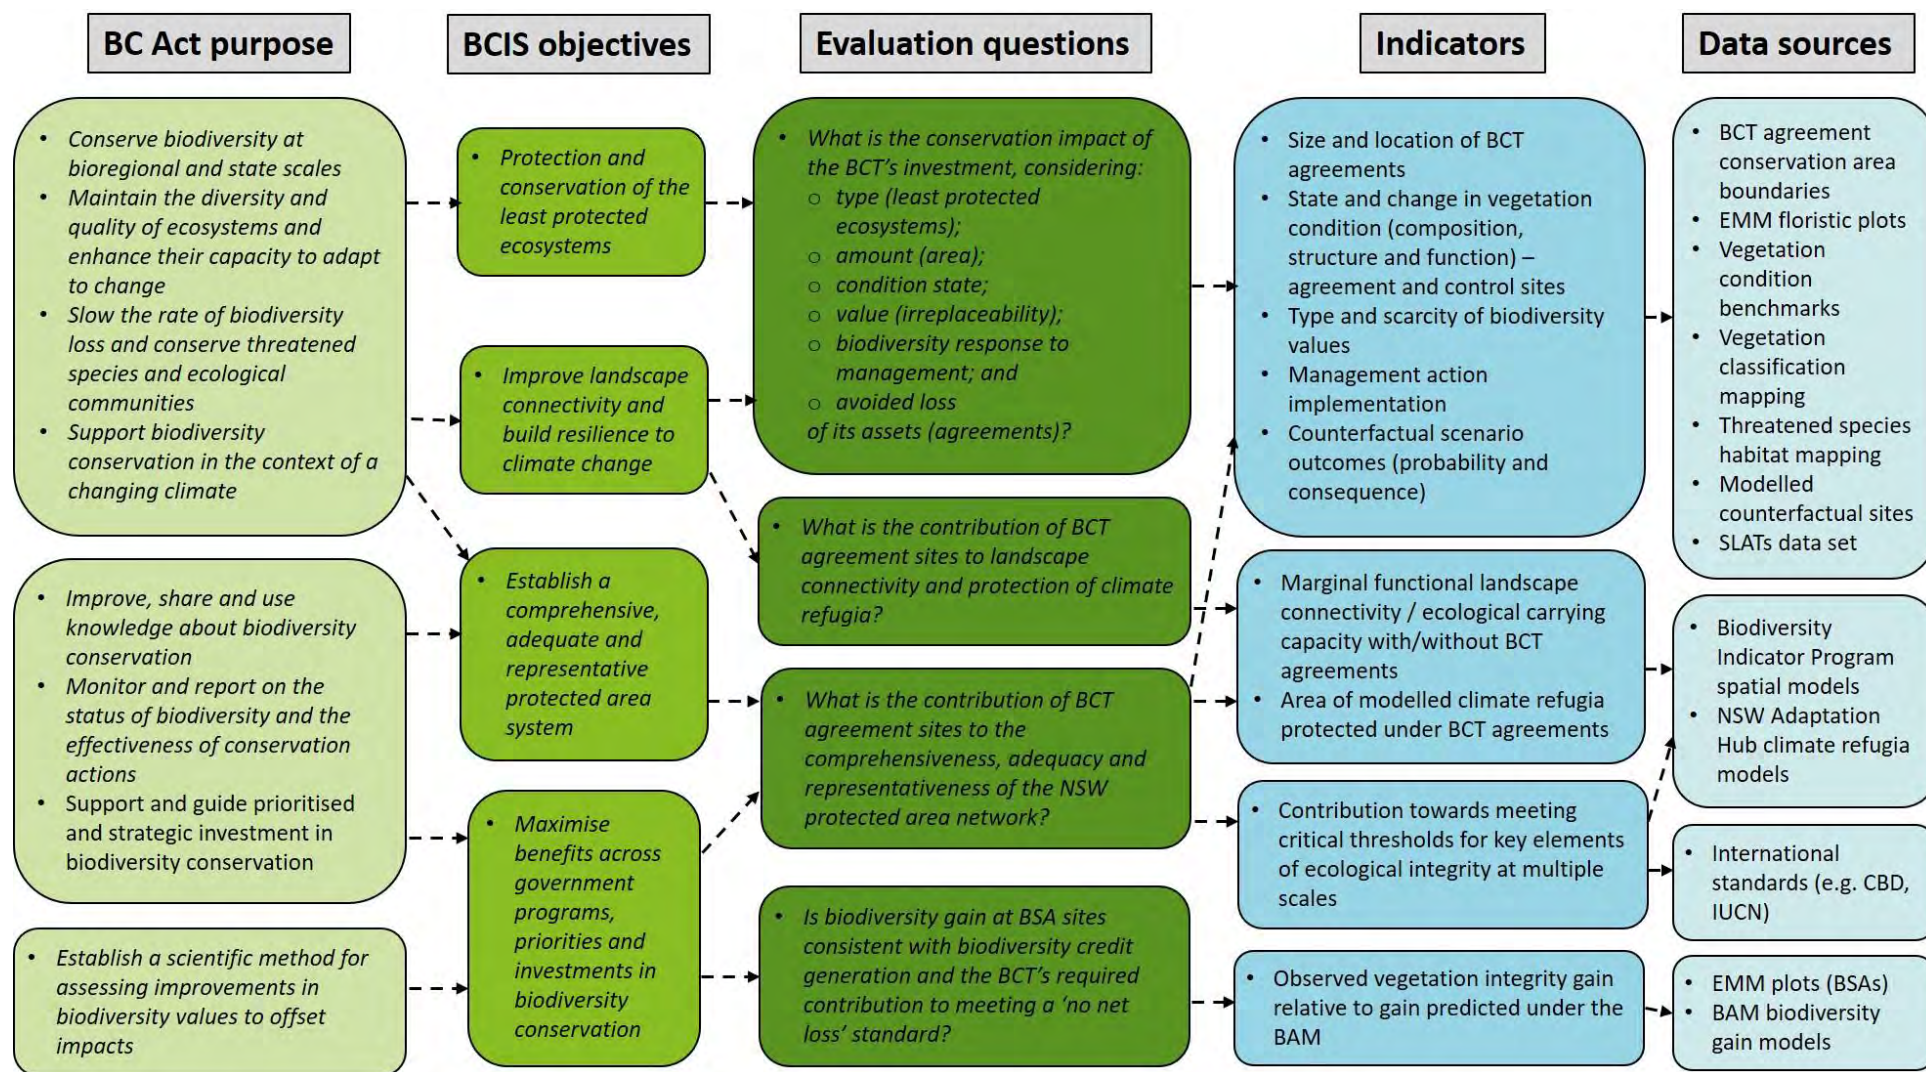 BC Act purpose
BCIS objectives
Evaluation questions
Indicators
Data sources
• Conserve biodiversity at
bioregional and state scales
• Maintain the diversity and
quality of ecosystems and
enhance their capacity to adapt
to change
• Slow the rate of biodiversity
loss and conserve threatened
species and ecological
communities
• Support biodiversity
conservation in the context of a
changing climate
• Improve, share and use
knowledge about biodiversity
conservation
• Monitor and report on the
status of biodiversity and the
effectiveness of conservation
actions
• Support and guide prioritised
and strategic investment in
biodiversity conservation
• Establish a scientific method for
assessing improvements in
biodiversity values to offset
impacts
• Protection and
conservation of the
least protected
ecosystems
• Improve landscape
connectivity and
build resilience to
climate change
• Establish a
comprehensive,
adequate and
representative
protected area
system
• Maximise
benefits across
government
programs,
priorities and
investments in
biodiversity
conservation
• What is the conservation impact of
the BCT's investment, considering:
o type (least protected
ecosystems);
o amount (area);
o condition state;
o value (irreplaceability);
o biodiversity response to
management; and
o avoided loss
of its assets (agreements)?
• What is the contribution of BCT
agreement sites to landscape
connectivity and protection of climate
refugia?
• What is the contribution of BCT
agreement sites to the
comprehensiveness, adequacy and
representativeness of the NSW
protected area network?
• Is biodiversity gain at BSA sites
consistent with biodiversity credit
generation and the BCT's required
contribution to meeting a 'no net
loss' standard?
• Size and location of BCT
agreements
• State and change in vegetation
condition (composition,
structure and function) –
agreement and control sites
• Type and scarcity of biodiversity
values
• Management action
implementation
• Counterfactual scenario
outcomes (probability and
consequence)
• Marginal functional landscape
connectivity / ecological carrying
capacity with/without BCT
agreements
• Area of modelled climate refugia
protected under BCT agreements
• Contribution towards meeting
critical thresholds for key elements
of ecological integrity at multiple
scales
• Observed vegetation integrity gain
relative to gain predicted under the
BAM
• BCT agreement
conservation area
boundaries
• EMM floristic plots
• Vegetation
condition
benchmarks
• Vegetation
classification
mapping
• Threatened species
habitat mapping
• Modelled
counterfactual sites
• SLATs data set
• Biodiversity
Indicator Program
spatial models
• NSW Adaptation
Hub climate refugia
models
• International
standards (e.g. CBD,
IUCN)
• EMM plots (BSAs)
• BAM biodiversity
gain models